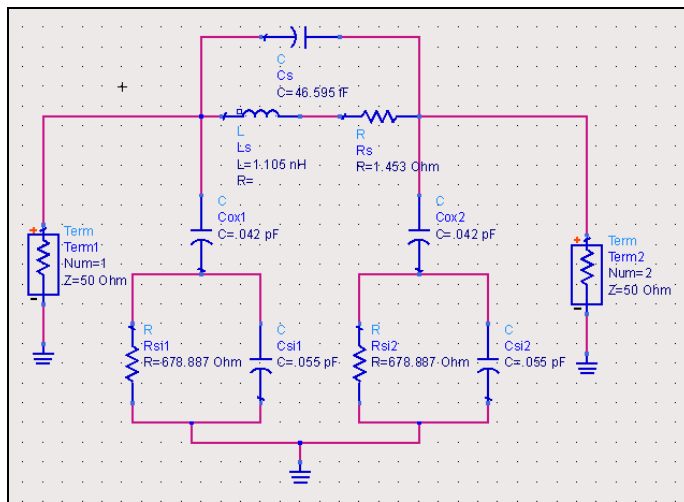 C
Cs
C=46.595 fF
L
Ls
L=1.105 nH
R=
R
Rs
R=1.453 Ohm
C
Cox1
C=.042 pF
C
Cox2
C=.042 pF
+
Term
Term1
Num=1
Z=50 Ohm
-
+
Term
Term2
Num=2
Z=50 Ohm
-
R
Rsi1
R=678.887 Ohm
C
Csi1
C=.055 pF
R
Rsi2
R=678.887 Ohm
C
Csi2
C=.055 pF